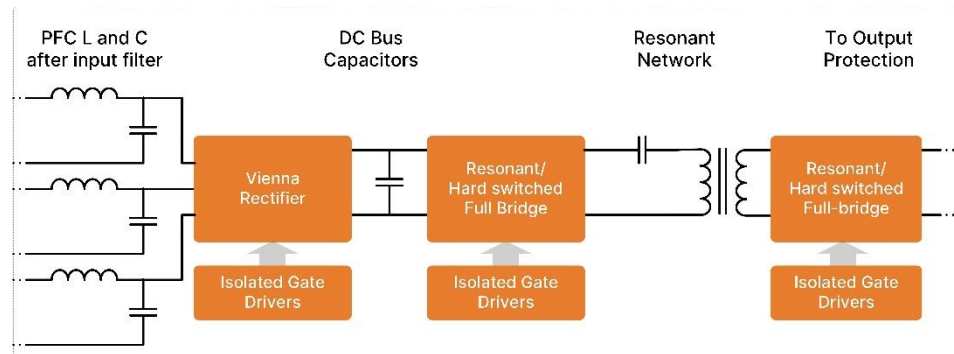 PFC L and C
after input filter
DC Bus
Capacitors
Resonant
Network
To Output
Protection
Vienna
Rectifier
Resonant/
Hard switched
Full Bridge
Resonant/
Hard switched
Full-bridge
Isolated Gate
Drivers
Isolated Gate
Drivers
Isolated Gate
Drivers